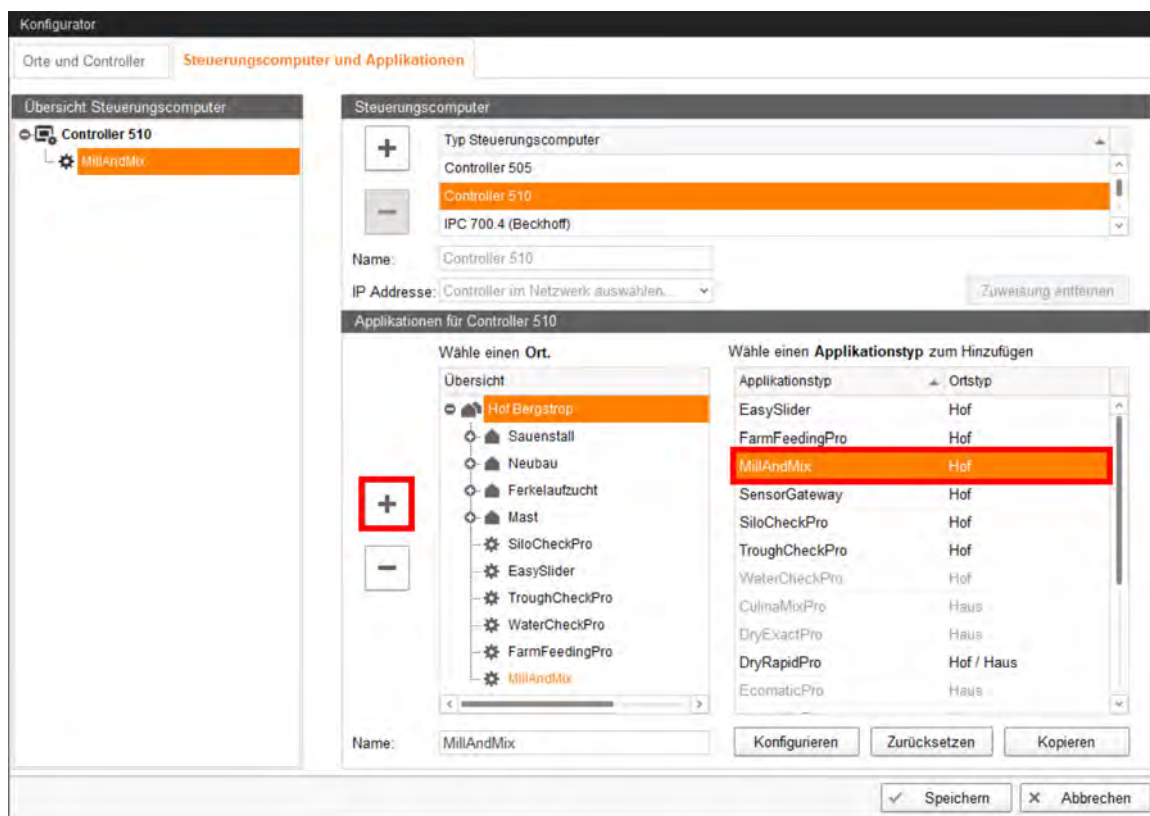 Konfigurator
Orte und Controller Steuerungscomputer und Applikationen
Übersicht Steuerungscomputer
Controller 510
MillAndMix
Steuerungscomputer
Typ Steuerungscomputer
Controller 505
Controller 510
IPC 700.4 (Beckhoff)
Name: Controller 510
IP Addresse: Controller im Netzwerk auswählen... Zuweisung entfernen
Applikationen für Controller 510
Wähle einen Ort.
Übersicht
Hof Bergstrop
Sauenstall
Neubau
Ferkelaufzucht
Mast
SiloCheckPro
EasySlider
TroughCheckPro
WaterCheckPro
FarmFeedingPro
MillAndMix
Name: MillAndMix
Wähle einen Applikationstyp zum Hinzufügen
Applikationstyp Ortstyp
EasySlider Hof
FarmFeedingPro Hof
MillAndMix Hof
SensorGateway Hof
SiloCheckPro Hof
TroughCheckPro Hof
WaterCheckPro Hof
CulinaMixPro Haus
DryExactPro Haus
DryRapidPro Hof / Haus
EcomaticPro Haus
Konfigurieren Zurücksetzen Kopieren
Speichern Abbrechen